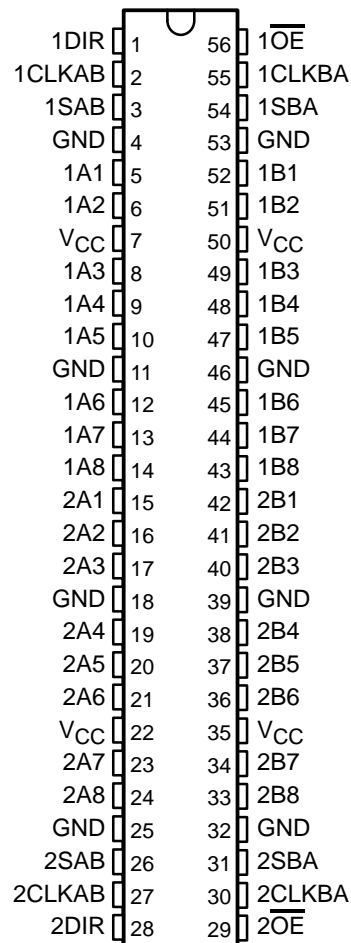 1DIR 1 56 1O̅E̅
1CLKAB 2 55 1CLKBA
1SAB 3 54 1SBA
GND 4 53 GND
1A1 5 52 1B1
1A2 6 51 1B2
VCC 7 50 VCC
1A3 8 49 1B3
1A4 9 48 1B4
1A5 10 47 1B5
GND 11 46 GND
1A6 12 45 1B6
1A7 13 44 1B7
1A8 14 43 1B8
2A1 15 42 2B1
2A2 16 41 2B2
2A3 17 40 2B3
GND 18 39 GND
2A4 19 38 2B4
2A5 20 37 2B5
2A6 21 36 2B6
VCC 22 35 VCC
2A7 23 34 2B7
2A8 24 33 2B8
GND 25 32 GND
2SAB 26 31 2SBA
2CLKAB 27 30 2CLKBA
2DIR 28 29 2O̅E̅